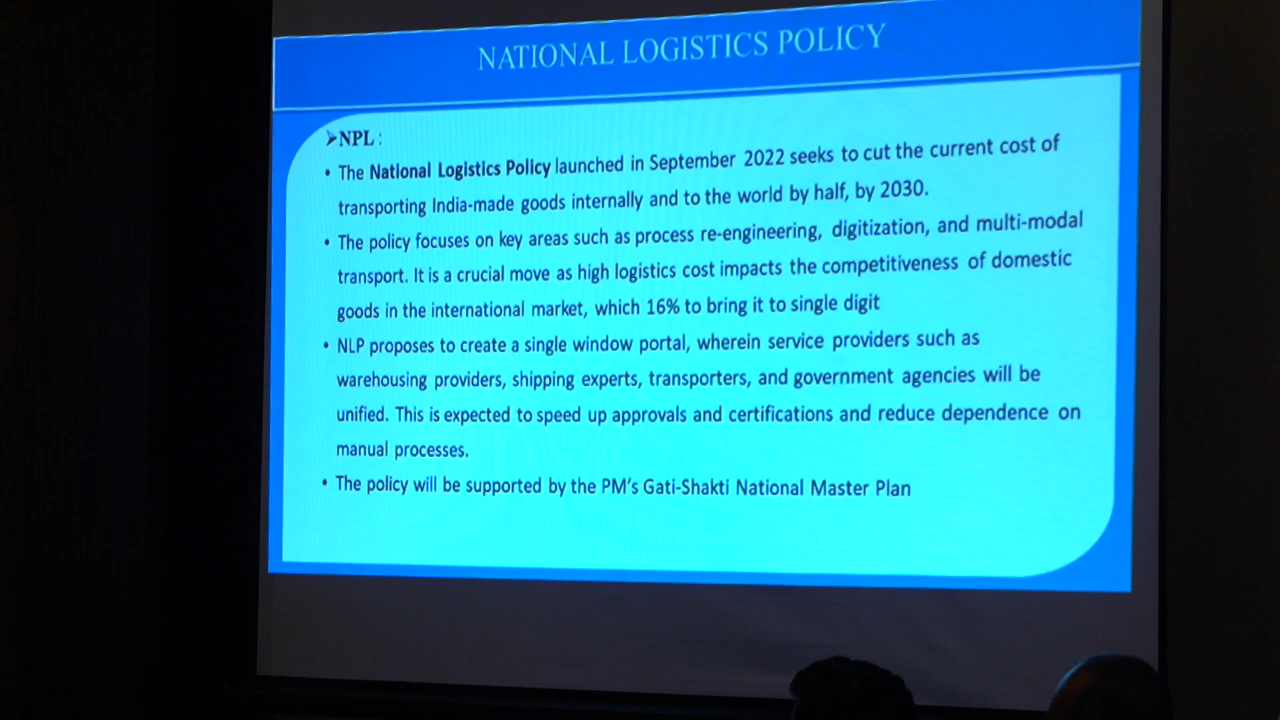 NATIONAL LOGISTICS POLICY
➢NPL :
• The National Logistics Policy launched in September 2022 seeks to cut the current cost of
transporting India-made goods internally and to the world by half, by 2030.
• The policy focuses on key areas such as process re-engineering, digitization, and multi-modal
transport. It is a crucial move as high logistics cost impacts the competitiveness of domestic
goods in the international market, which 16% to bring it to single digit
• NLP proposes to create a single window portal, wherein service providers such as
warehousing providers, shipping experts, transporters, and government agencies will be
unified. This is expected to speed up approvals and certifications and reduce dependence on
manual processes.
• The policy will be supported by the PM’s Gati-Shakti National Master Plan